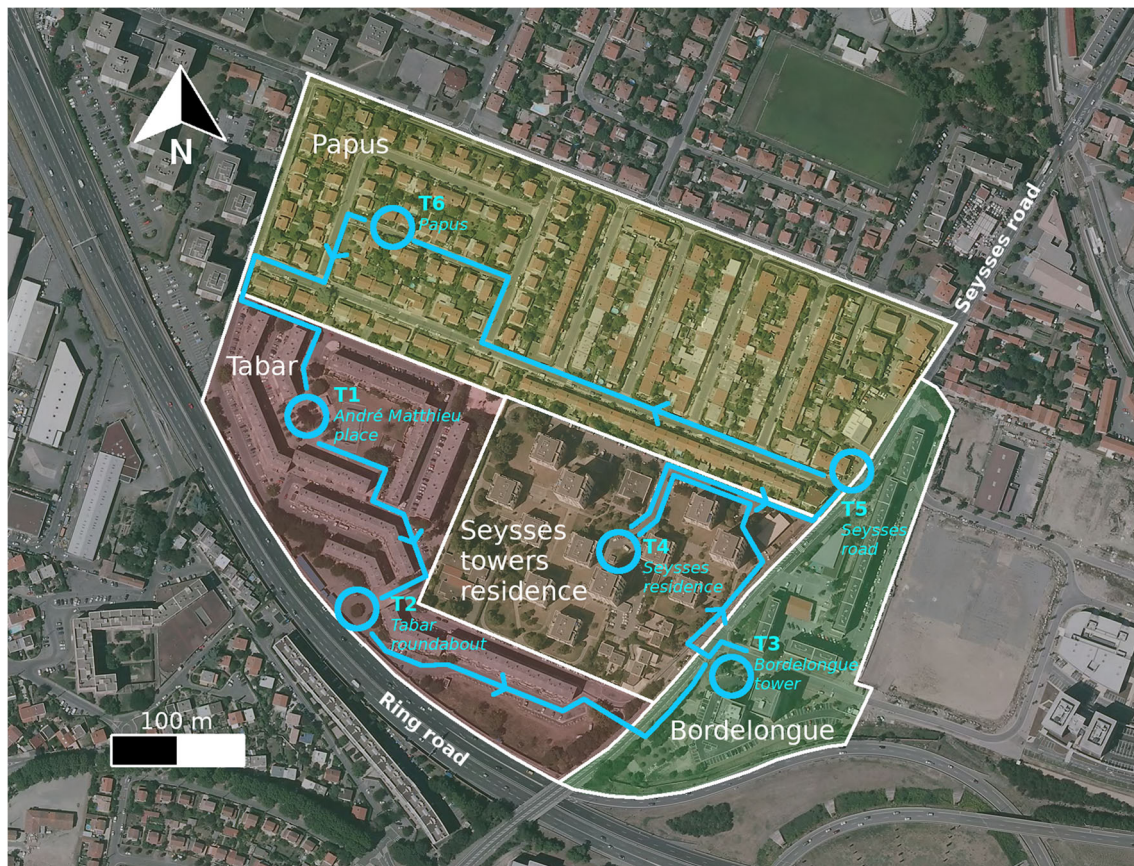 Papus
N
T6
Papus
Seysses road
Tabar
T1
André Matthieu
place
Seysses
towers
residence
T5
Seysses
road
T4
Seysses
residence
T2
Tabar
roundabout
T3
Bordelongue
tower
Ring road
100 m
Bordelongue